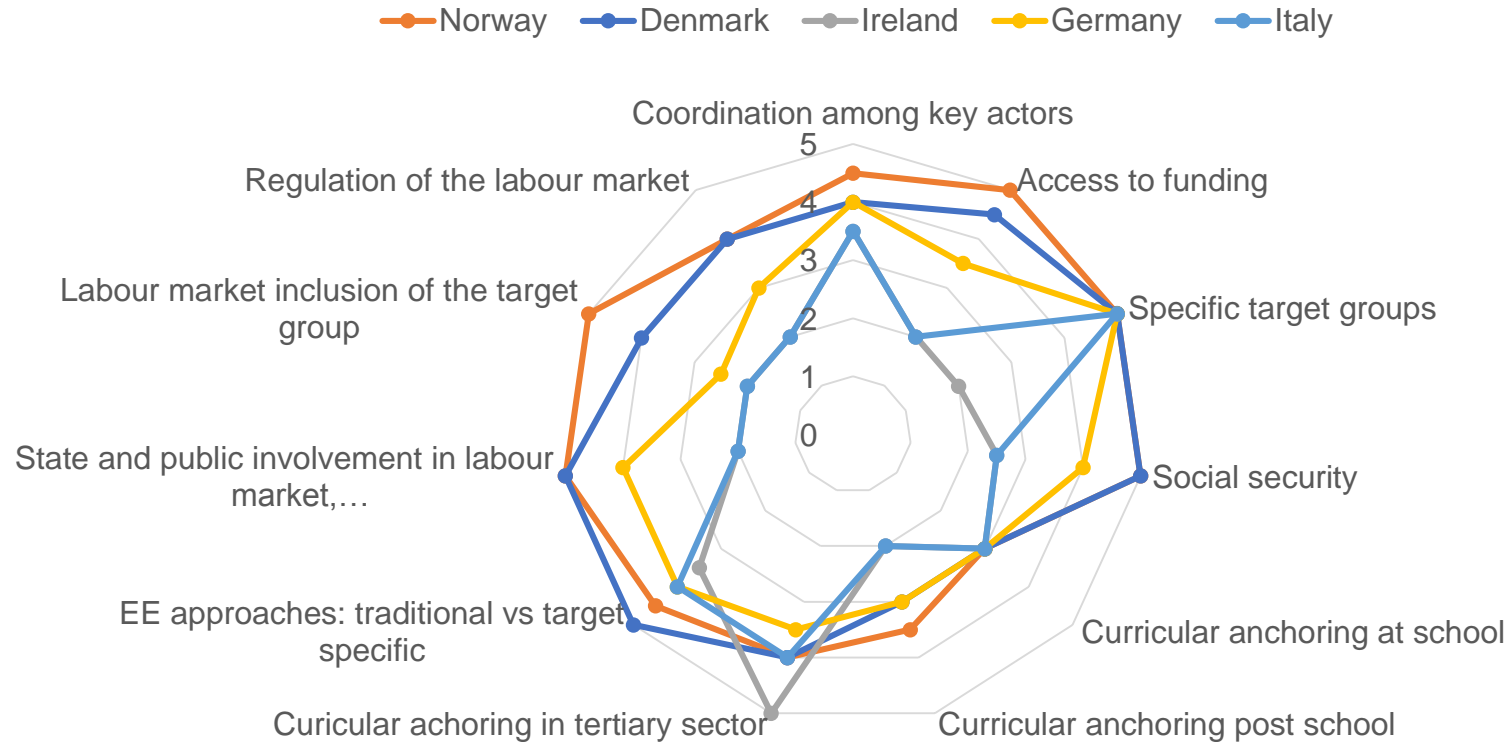 Norway Denmark Ireland Germany Italy
Coordination among key actors
5
Regulation of the labour market
Access to funding
4
3
Labour market inclusion of the target
group
Specific target groups
2
1
0
State and public involvement in labour
market,…
Social security
EE approaches: traditional vs target
specific
Curricular anchoring at school
Curicular achoring in tertiary sector
Curricular anchoring post school